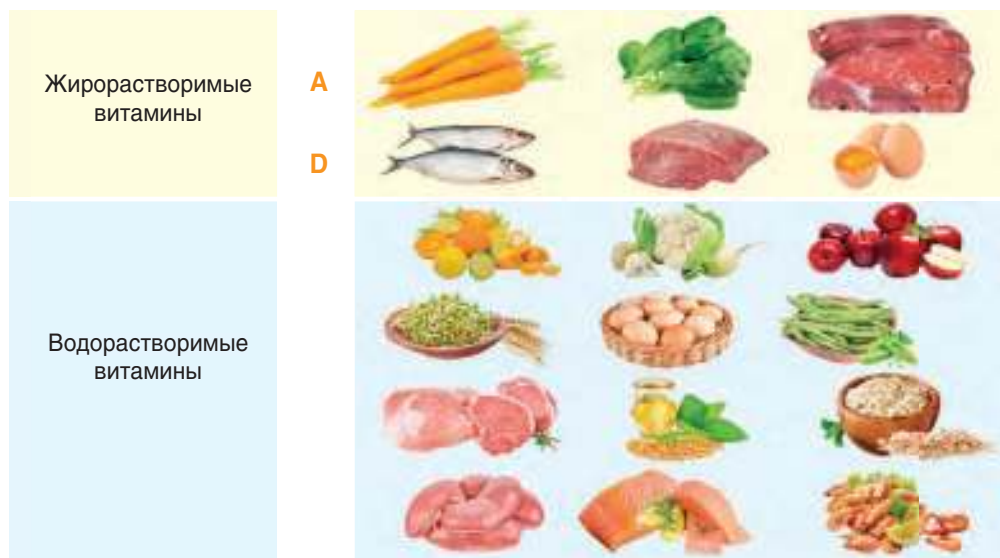 Жирорастворимые
витамины
A
D
Водорастворимые
витамины